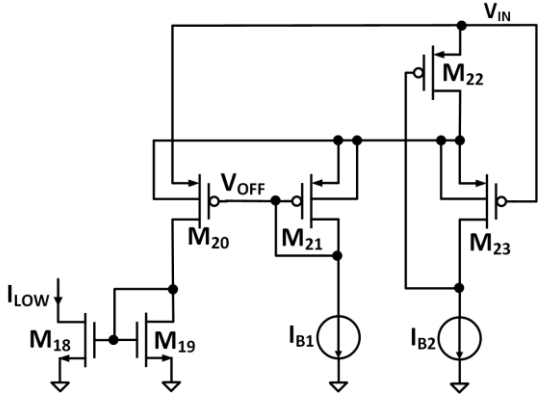 V_IN
M_22
V_OFF
M_20
M_21
M_23
I_LOW
M_18
M_19
I_B1
I_B2